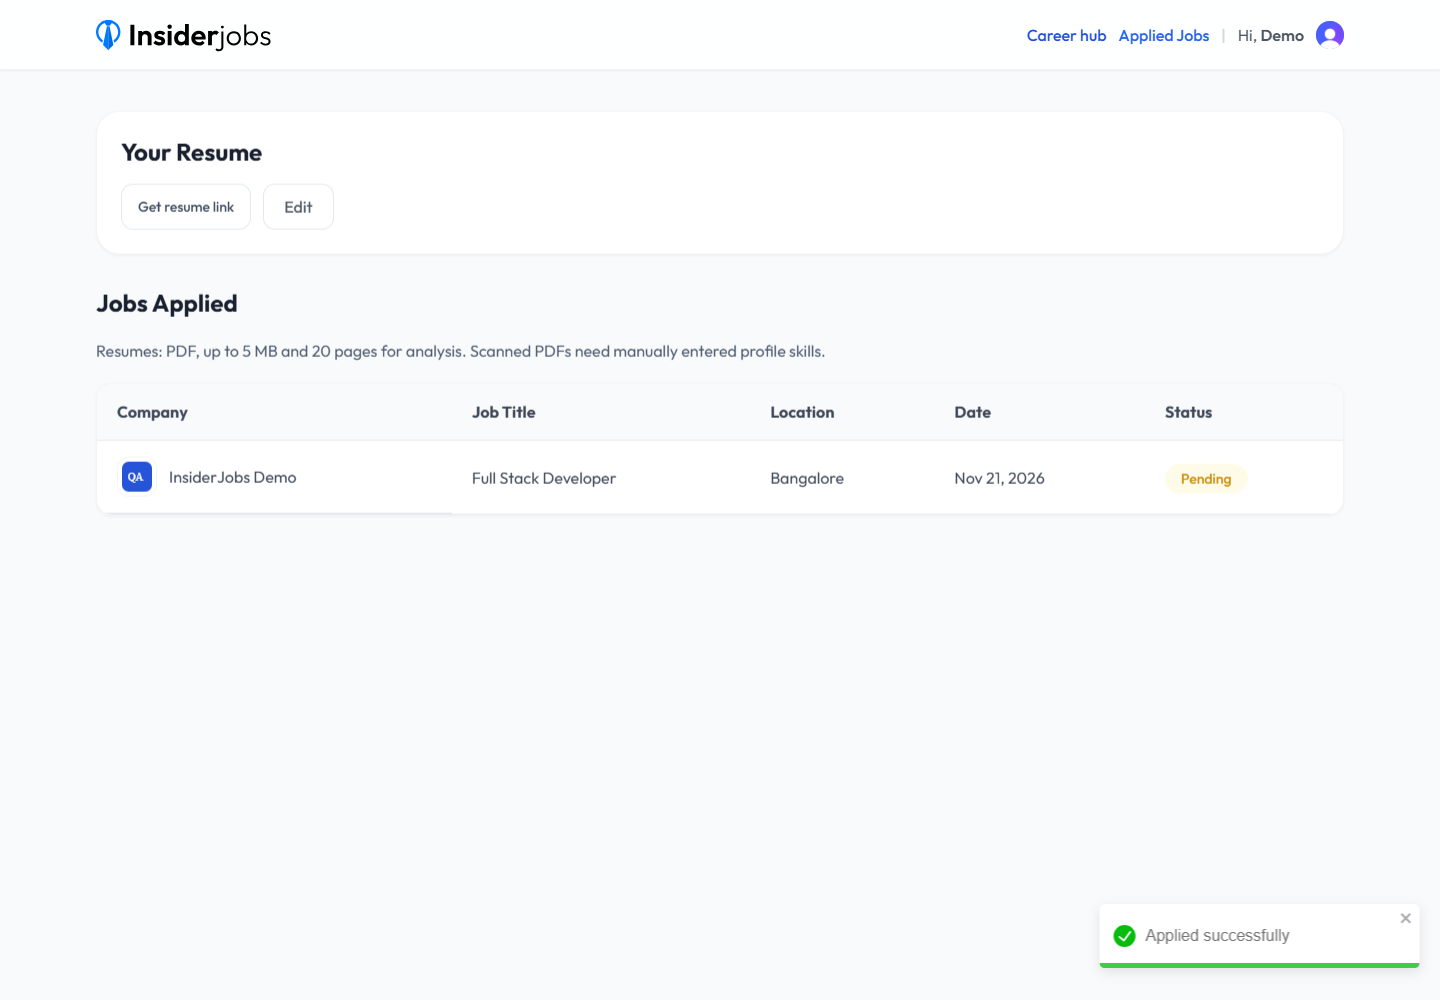 Insiderjobs
Career hub Applied Jobs | Hi, Demo
Your Resume
Get resume link Edit
Jobs Applied
Resumes: PDF, up to 5 MB and 20 pages for analysis. Scanned PDFs need manually entered profile skills.
Company Job Title Location Date Status
QA InsiderJobs Demo Full Stack Developer Bangalore Nov 21, 2026 Pending
Applied successfully